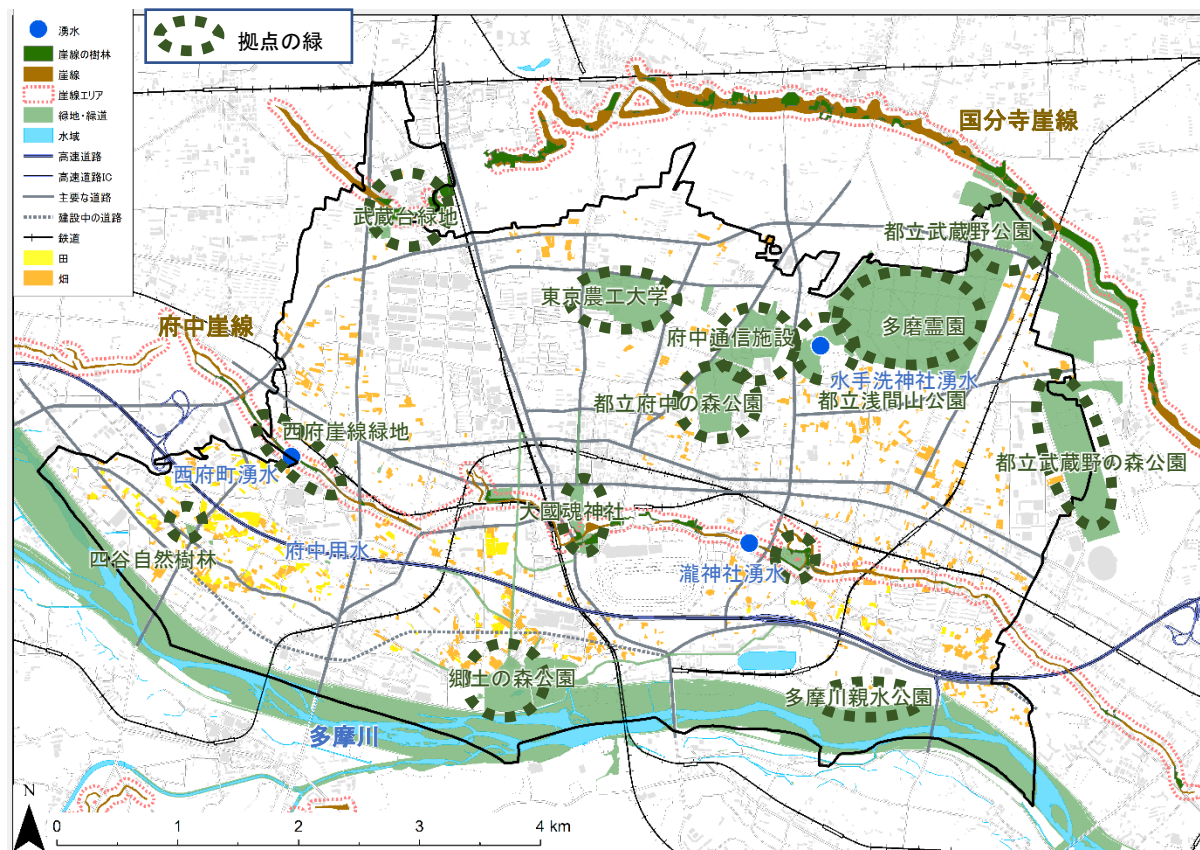 湧水
崖線の樹林
崖線
崖線エリア
緑地・緑道
水域
高速道路
高速道路IC
主要な道路
建設中の道路
鉄道
田
畑
拠点の緑
国分寺崖線
武蔵台緑地
都立武蔵野公園
東京農工大学
府中通信施設
多磨霊園
府中崖線
水手洗神社湧水
都立浅間山公園
都立府中の森公園
西府崖線緑地
都立武蔵野の森公園
西府町湧水
大國魂神社
府中用水
四谷自然樹林
瀧神社湧水
郷土の森公園
多摩川親水公園
多摩川
N
0 1 2 3 4 km